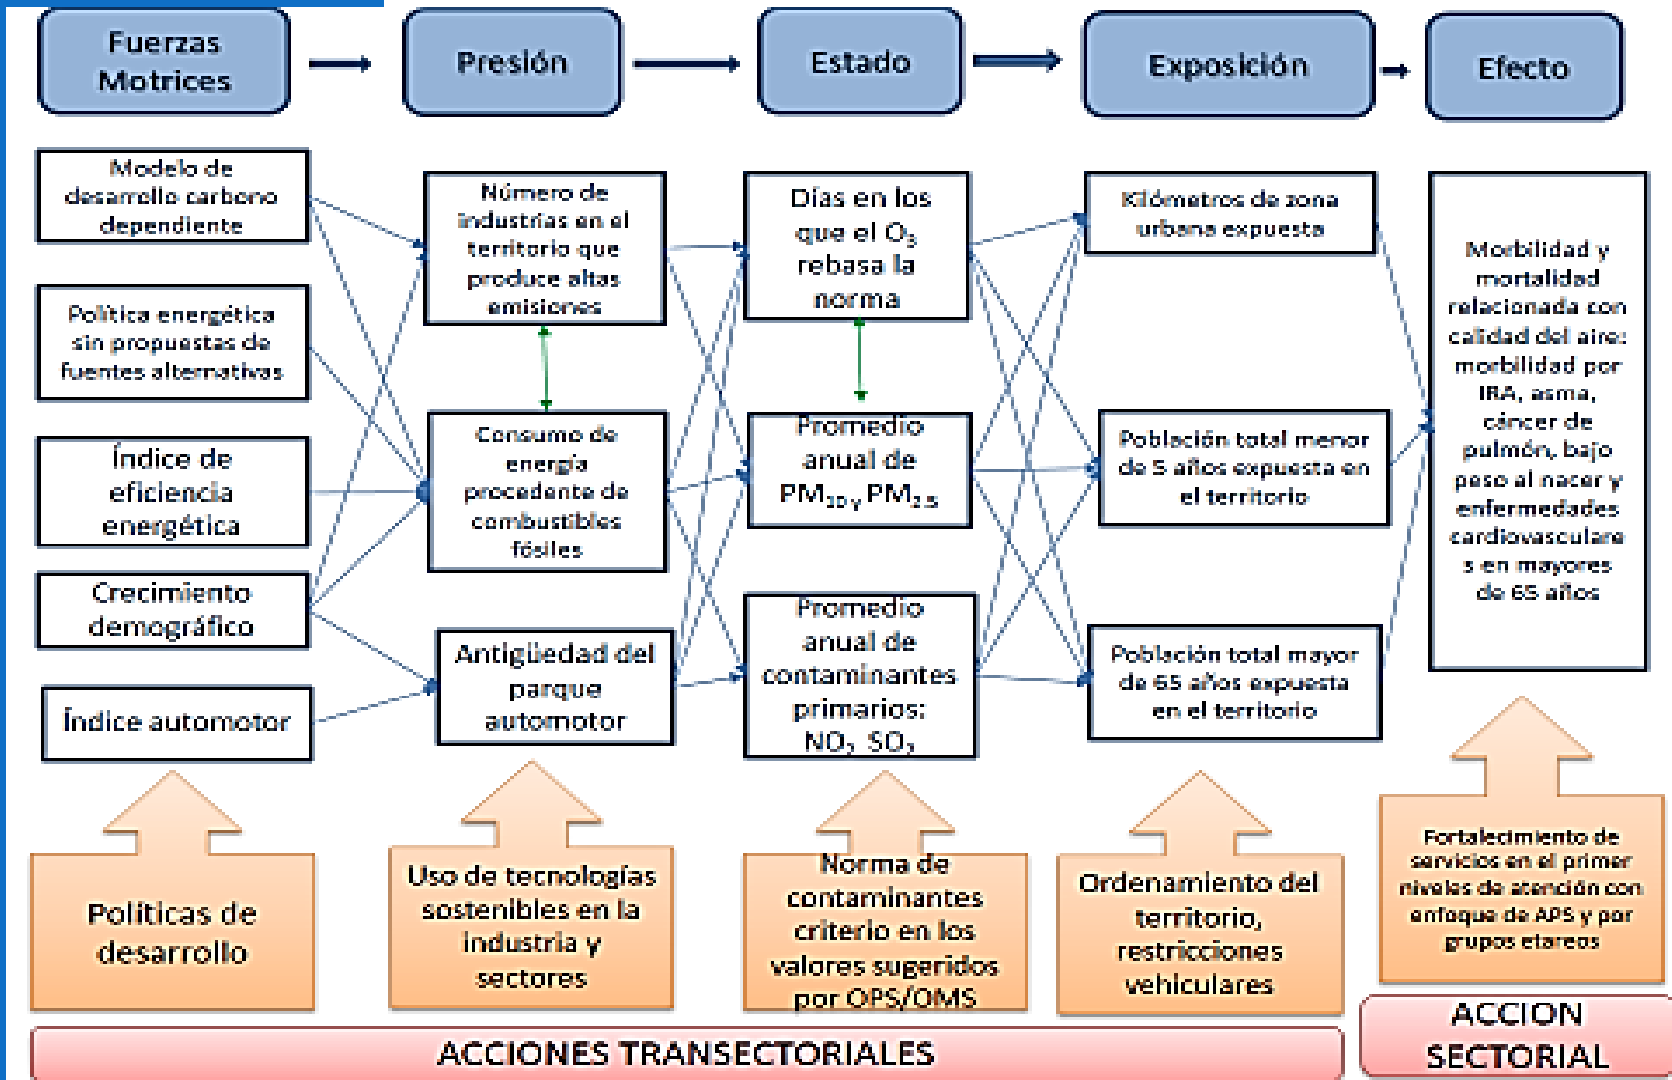 Fuerzas
Motrices
Presión
Estado
Exposición
Efecto
Modelo de
desarrollo carbono
dependiente
Política energética
sin propuestas de
fuentes alternativas
Índice de
eficiencia
energética
Crecimiento
demográfico
Índice automotor
Número de
industrias en el
territorio que
produce altas
emisiones
Consumo de
energía
procedente de
combustibles
fósiles
Antigüedad del
parque
automotor
Días en los
que el O₃
rebasa la
norma
Promedio
anual de
PM₁₀ y PM₂.₅
Promedio
anual de
contaminantes
primarios:
NO₂ SO₂
Kilómetros de zona
urbana expuesta
Población total menor
de 5 años expuesta en
el territorio
Población total mayor
de 65 años expuesta
en el territorio
Morbilidad y
mortalidad
relacionada con
calidad del aire:
morbilidad por
IRA, asma,
cáncer de
pulmón, bajo
peso al nacer y
enfermedades
cardiovasculare
s en mayores
de 65 años
Políticas de
desarrollo
Uso de tecnologías
sostenibles en la
industria y
sectores
Norma de
contaminantes
criterio en los
valores sugeridos
por OPS/OMS
Ordenamiento del
territorio,
restricciones
vehiculares
Fortalecimiento de
servicios en el primer
niveles de atención con
enfoque de APS y por
grupos etareos
ACCIONES TRANSECTORIALES
ACCION
SECTORIAL